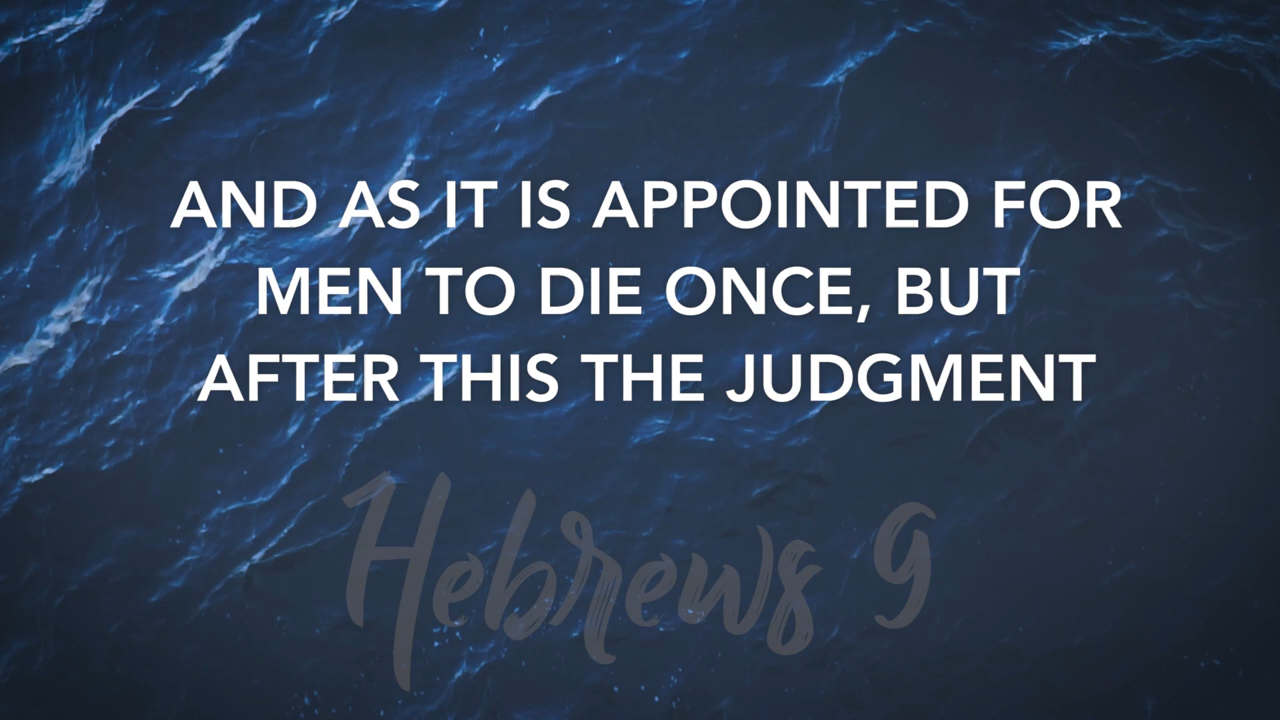 AND AS IT IS APPOINTED FOR
MEN TO DIE ONCE, BUT
AFTER THIS THE JUDGMENT
Hebrews 9